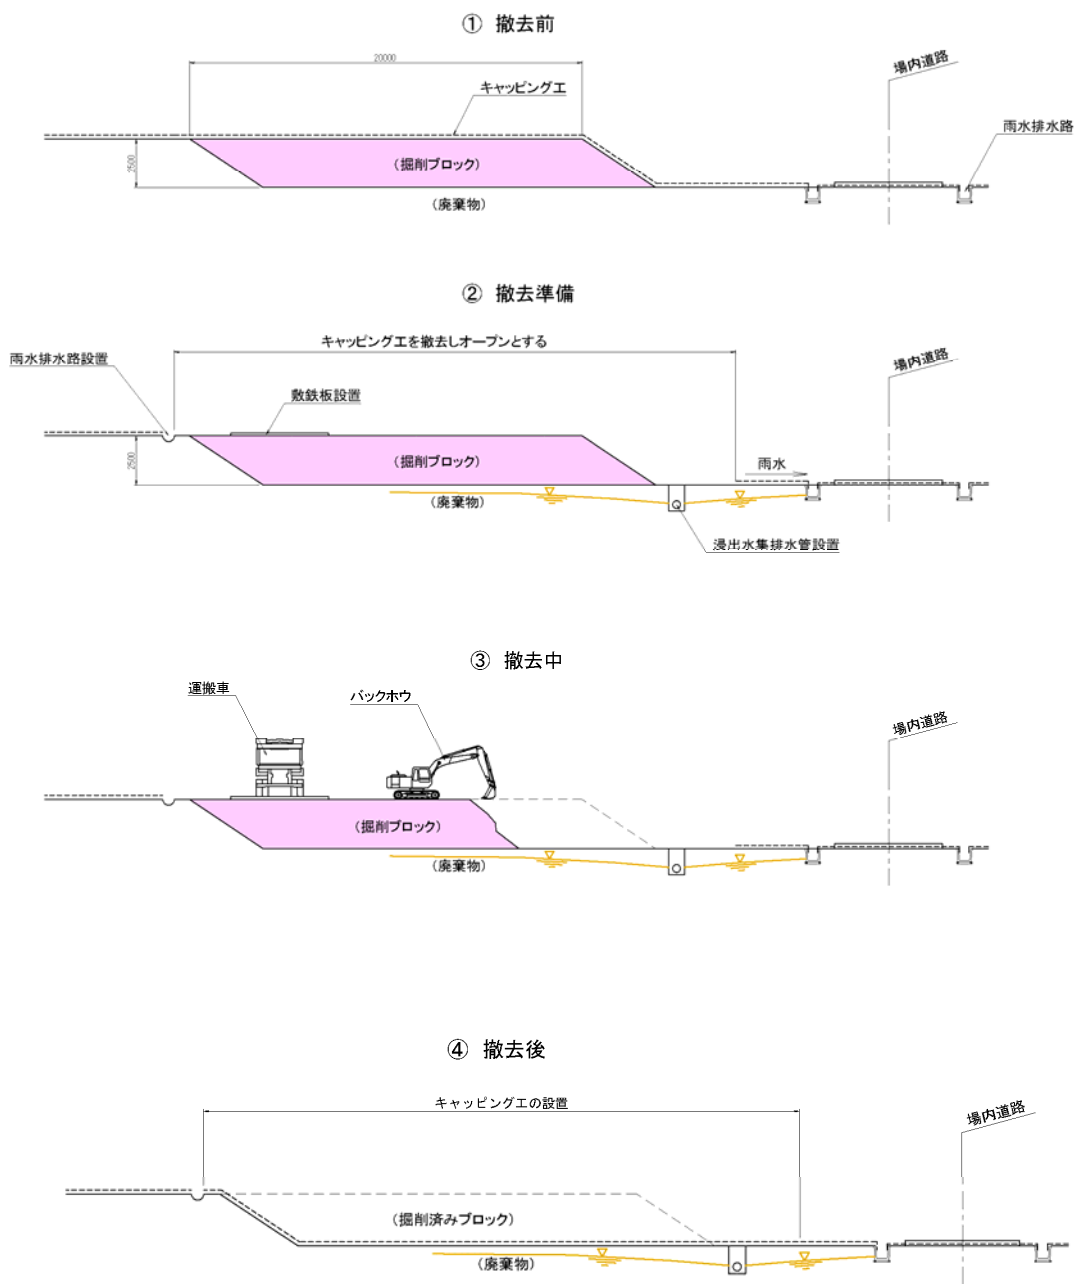 ① 撤去前
20000
場内道路
キャッピング工
雨水排水路
2500
（掘削ブロック）
（廃棄物）
② 撤去準備
キャッピング工を撤去しオープンとする
雨水排水路設置
場内道路
敷鉄板設置
2500
（掘削ブロック）
雨水
（廃棄物）
浸出水集排水管設置
③ 撤去中
運搬車
バックホウ
場内道路
（掘削ブロック）
（廃棄物）
④ 撤去後
キャッピング工の設置
場内道路
（掘削済みブロック）
（廃棄物）